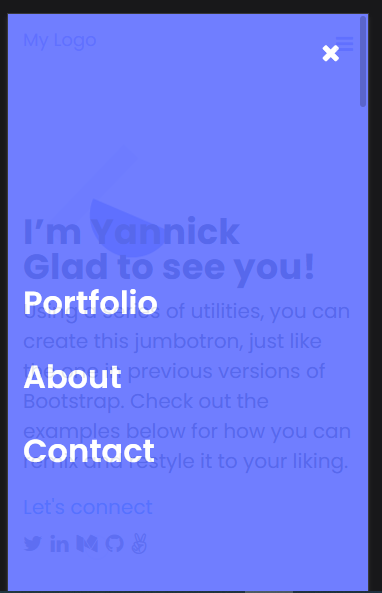 My Logo
I’m Yannick
Glad to see you!
Portfolio
Using a series of utilities, you can
create this jumbotron, just like
the one in previous versions of
About
Bootstrap. Check out the
examples below for how you can
Contact
remix and restyle it to your liking.
Let's connect